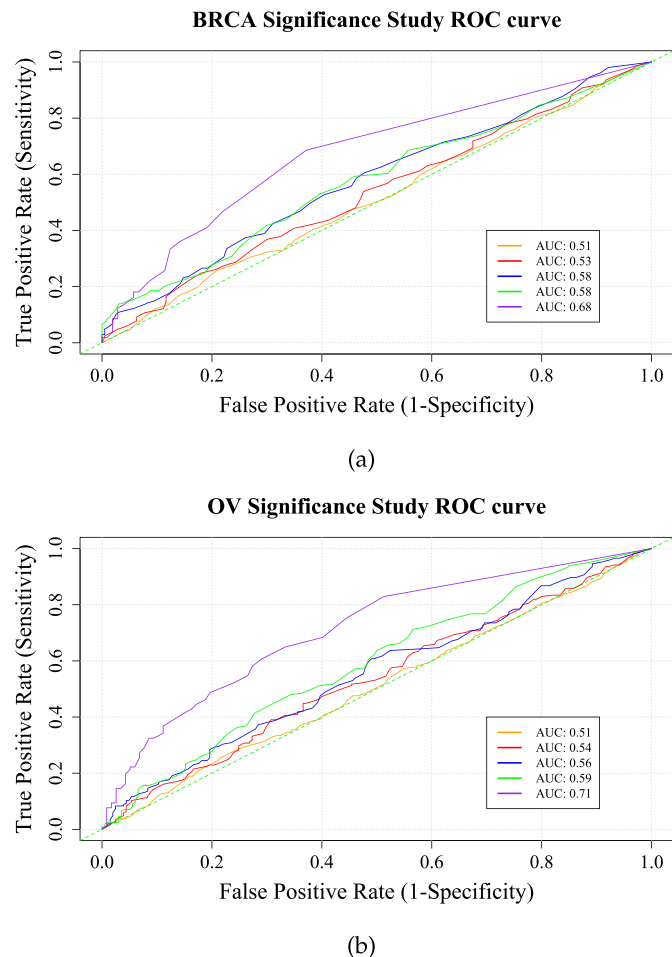 BRCA Significance Study ROC curve
True Positive Rate (Sensitivity)
1.0
0.8
0.6
0.4
0.2
0.0
AUC: 0.51
AUC: 0.53
AUC: 0.58
AUC: 0.58
AUC: 0.68
0.0 0.2 0.4 0.6 0.8 1.0
False Positive Rate (1-Specificity)
(a)
OV Significance Study ROC curve
True Positive Rate (Sensitivity)
1.0
0.8
0.6
0.4
0.2
0.0
AUC: 0.51
AUC: 0.54
AUC: 0.56
AUC: 0.59
AUC: 0.71
0.0 0.2 0.4 0.6 0.8 1.0
False Positive Rate (1-Specificity)
(b)